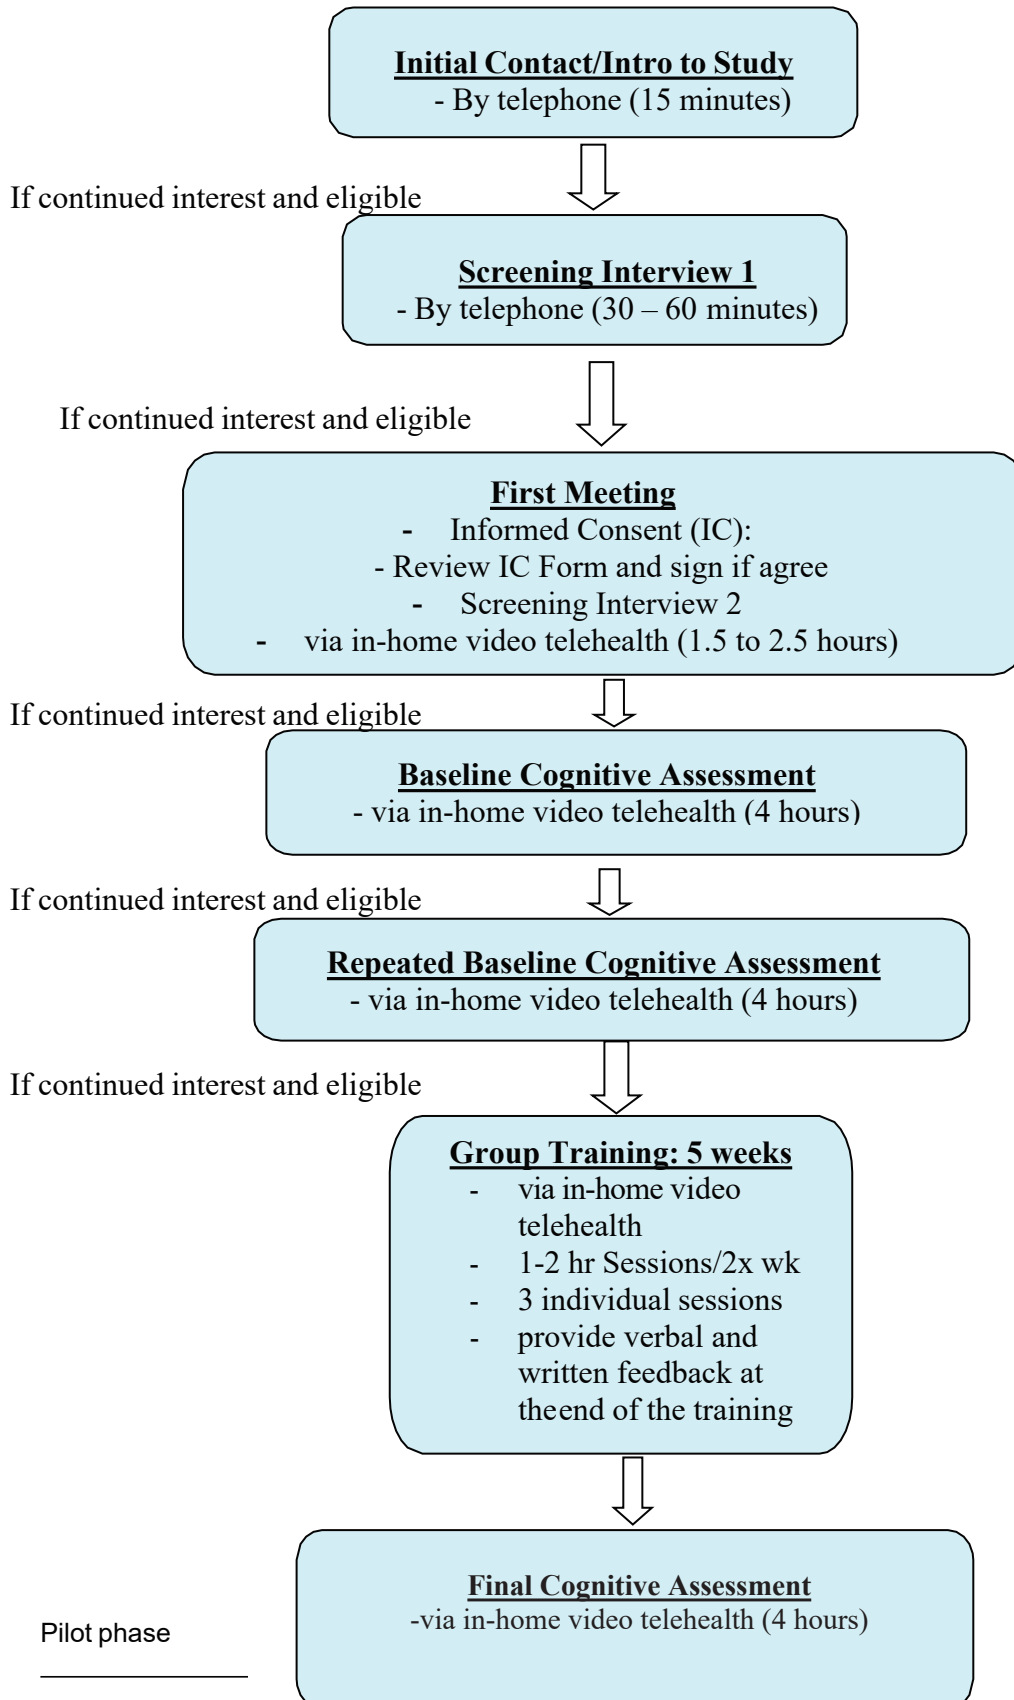 Initial Contact/Intro to Study
- By telephone (15 minutes)
If continued interest and eligible
Screening Interview 1
- By telephone (30 – 60 minutes)
If continued interest and eligible
First Meeting
- Informed Consent (IC):
- Review IC Form and sign if agree
- Screening Interview 2
- via in-home video telehealth (1.5 to 2.5 hours)
If continued interest and eligible
Baseline Cognitive Assessment
- via in-home video telehealth (4 hours)
If continued interest and eligible
Repeated Baseline Cognitive Assessment
- via in-home video telehealth (4 hours)
If continued interest and eligible
Group Training: 5 weeks
- via in-home video
telehealth
- 1-2 hr Sessions/2x wk
- 3 individual sessions
- provide verbal and
written feedback at
theend of the training
Final Cognitive Assessment
-via in-home video telehealth (4 hours)
Pilot phase